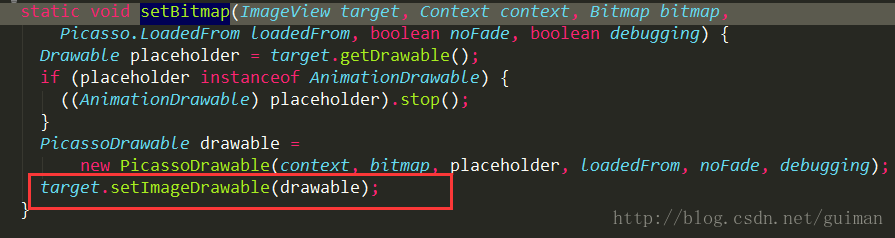 static void setBitmap(ImageView target, Context context, Bitmap bitmap,
Picasso.LoadedFrom loadedFrom, boolean noFade, boolean debugging) {
Drawable placeholder = target.getDrawable();
if (placeholder instanceof AnimationDrawable) {
((AnimationDrawable) placeholder).stop();
}
PicassoDrawable drawable =
new PicassoDrawable(context, bitmap, placeholder, loadedFrom, noFade, debugging);
target.setImageDrawable(drawable);
}
http://blog.csdn.net/guiman